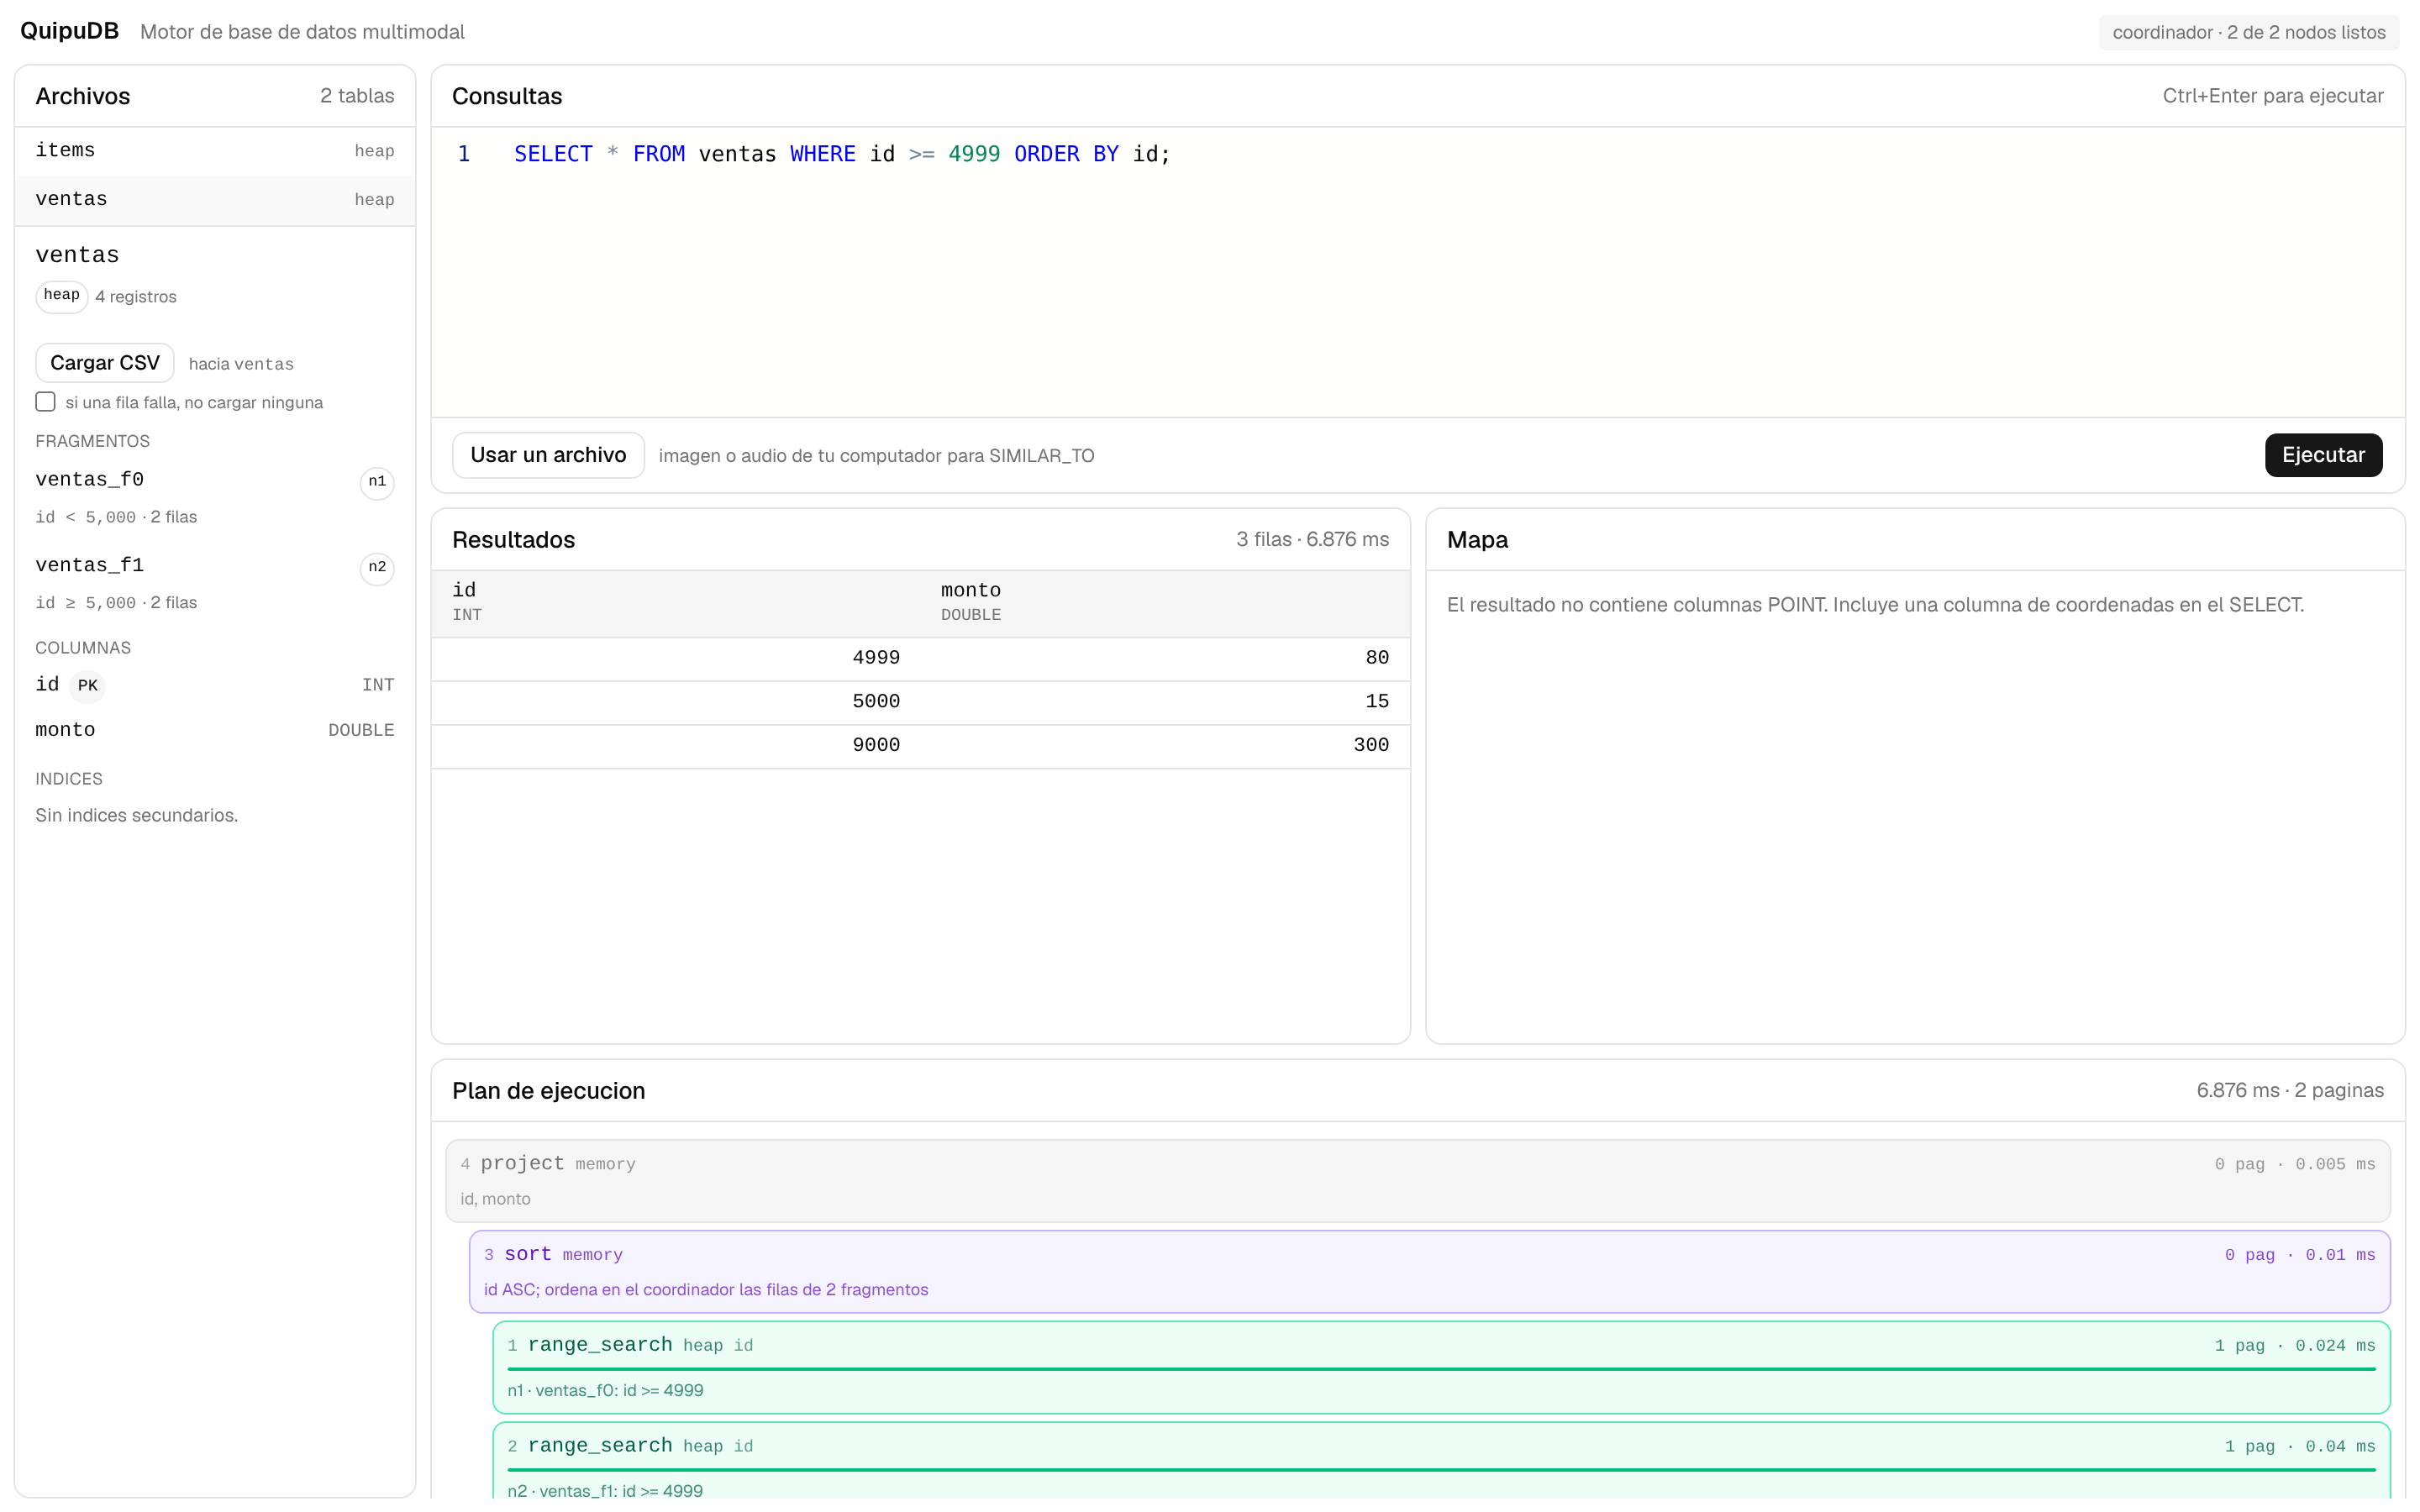 QuipuDB Motor de base de datos multimodal coordinador · 2 de 2 nodos listos
Archivos 2 tablas
items heap
ventas heap
ventas
heap 4 registros
Cargar CSV hacia ventas
si una fila falla, no cargar ninguna
FRAGMENTOS
ventas_f0 n1
id < 5,000 · 2 filas
ventas_f1 n2
id ≥ 5,000 · 2 filas
COLUMNAS
id PK INT
monto DOUBLE
INDICES
Sin indices secundarios.
Consultas Ctrl+Enter para ejecutar
1 SELECT * FROM ventas WHERE id >= 4999 ORDER BY id;
Usar un archivo imagen o audio de tu computador para SIMILAR_TO Ejecutar
Resultados 3 filas · 6.876 ms
id monto
INT DOUBLE
4999 80
5000 15
9000 300
Mapa
El resultado no contiene columnas POINT. Incluye una columna de coordenadas en el SELECT.
Plan de ejecucion 6.876 ms · 2 paginas
4 project memory 0 pag · 0.005 ms
id, monto
3 sort memory 0 pag · 0.01 ms
id ASC; ordena en el coordinador las filas de 2 fragmentos
1 range_search heap id 1 pag · 0.024 ms
n1 · ventas_f0: id >= 4999
2 range_search heap id 1 pag · 0.04 ms
n2 · ventas_f1: id >= 4999